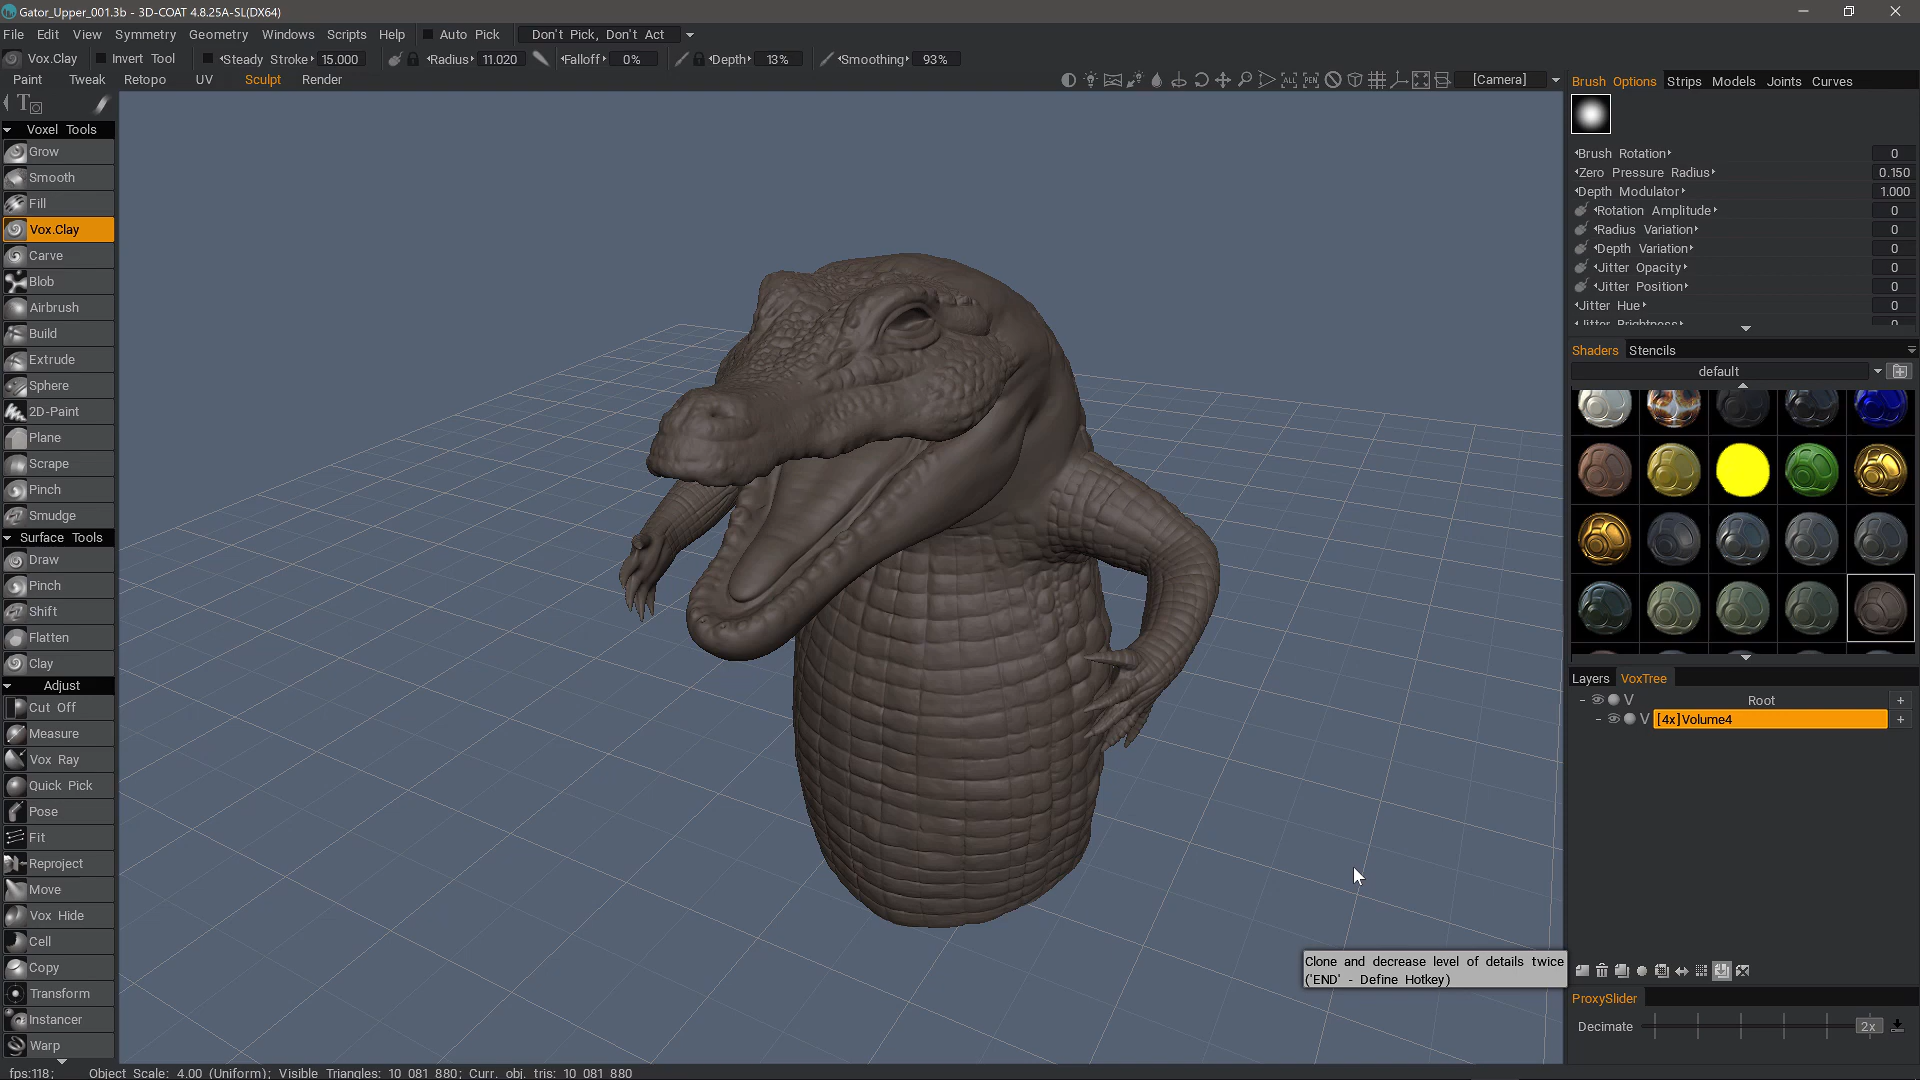 Gator_Upper_001.3b - 3D-COAT 4.8.25A-SL(DX64)
File Edit View Symmetry Geometry Windows Scripts Help Auto Pick Don't Pick, Don't Act
Vox.Clay Invert Tool Steady Stroke 15.000 Radius 11.020 Falloff 0% Depth 13% Smoothing 93%
Paint Tweak Retopo UV Sculpt Render [Camera]
Voxel Tools
Grow
Smooth
Fill
Vox.Clay
Carve
Blob
Airbrush
Build
Extrude
Sphere
2D-Paint
Plane
Scrape
Pinch
Smudge
Surface Tools
Draw
Pinch
Shift
Flatten
Clay
Adjust
Cut Off
Measure
Vox Ray
Quick Pick
Pose
Fit
Reproject
Move
Vox Hide
Cell
Copy
Transform
Instancer
Warp
Brush Options Strips Models Joints Curves
Brush Rotation 0
Zero Pressure Radius 0.150
Depth Modulator 1.000
Rotation Amplitude 0
Radius Variation 0
Depth Variation 0
Jitter Opacity 0
Jitter Position 0
Jitter Hue 0
Jitter Brightness 0
Shaders Stencils
default
Layers VoxTree
V Root +
V [4x]Volume4 +
Clone and decrease level of details twice
('END' - Define Hotkey)
ProxySlider
Decimate 2x
fps:118; Object Scale: 4.00 (Uniform); Visible Triangles: 10 081 880; Curr. obj. tris: 10 081 880